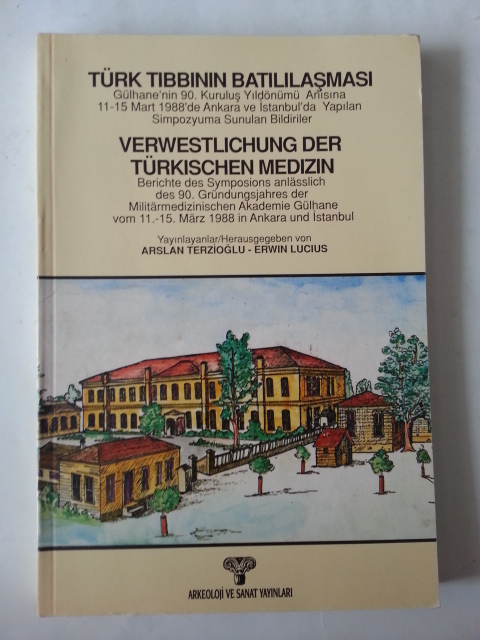 TÜRK TIBBININ BATILILAŞMASI
Gülhane'nin 90. Kuruluş Yıldönümü Anısına
11-15 Mart 1988'de Ankara ve İstanbul'da Yapılan
Simpozyuma Sunulan Bildiriler
VERWESTLICHUNG DER
TÜRKISCHEN MEDIZIN
Berichte des Symposions anlässlich
des 90. Gründungsjahres der
Militärmedizinischen Akademie Gülhane
vom 11.-15. März 1988 in Ankara und İstanbul
Yayınlayanlar/Herausgegeben von
ARSLAN TERZİOĞLU - ERWIN LUCIUS
ARKEOLOJİ VE SANAT YAYINLARI